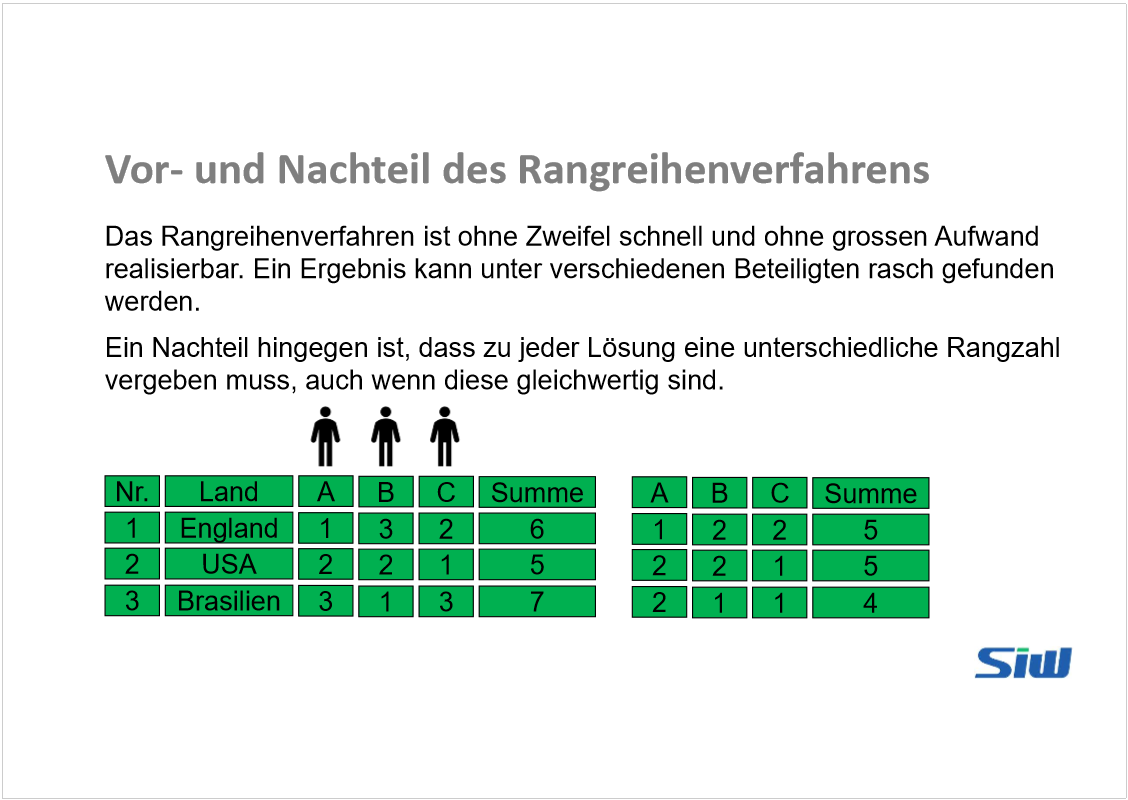 Vor- und Nachteil des Rangreihenverfahrens
Das Rangreihenverfahren ist ohne Zweifel schnell und ohne grossen Aufwand
realisierbar. Ein Ergebnis kann unter verschiedenen Beteiligten rasch gefunden
werden.
Ein Nachteil hingegen ist, dass zu jeder Lösung eine unterschiedliche Rangzahl
vergeben muss, auch wenn diese gleichwertig sind.
Nr. Land A B C Summe A B C Summe
1 England 1 3 2 6 1 2 2 5
2 USA 2 2 1 5 2 2 1 5
3 Brasilien 3 1 3 7 2 1 1 4
Siw